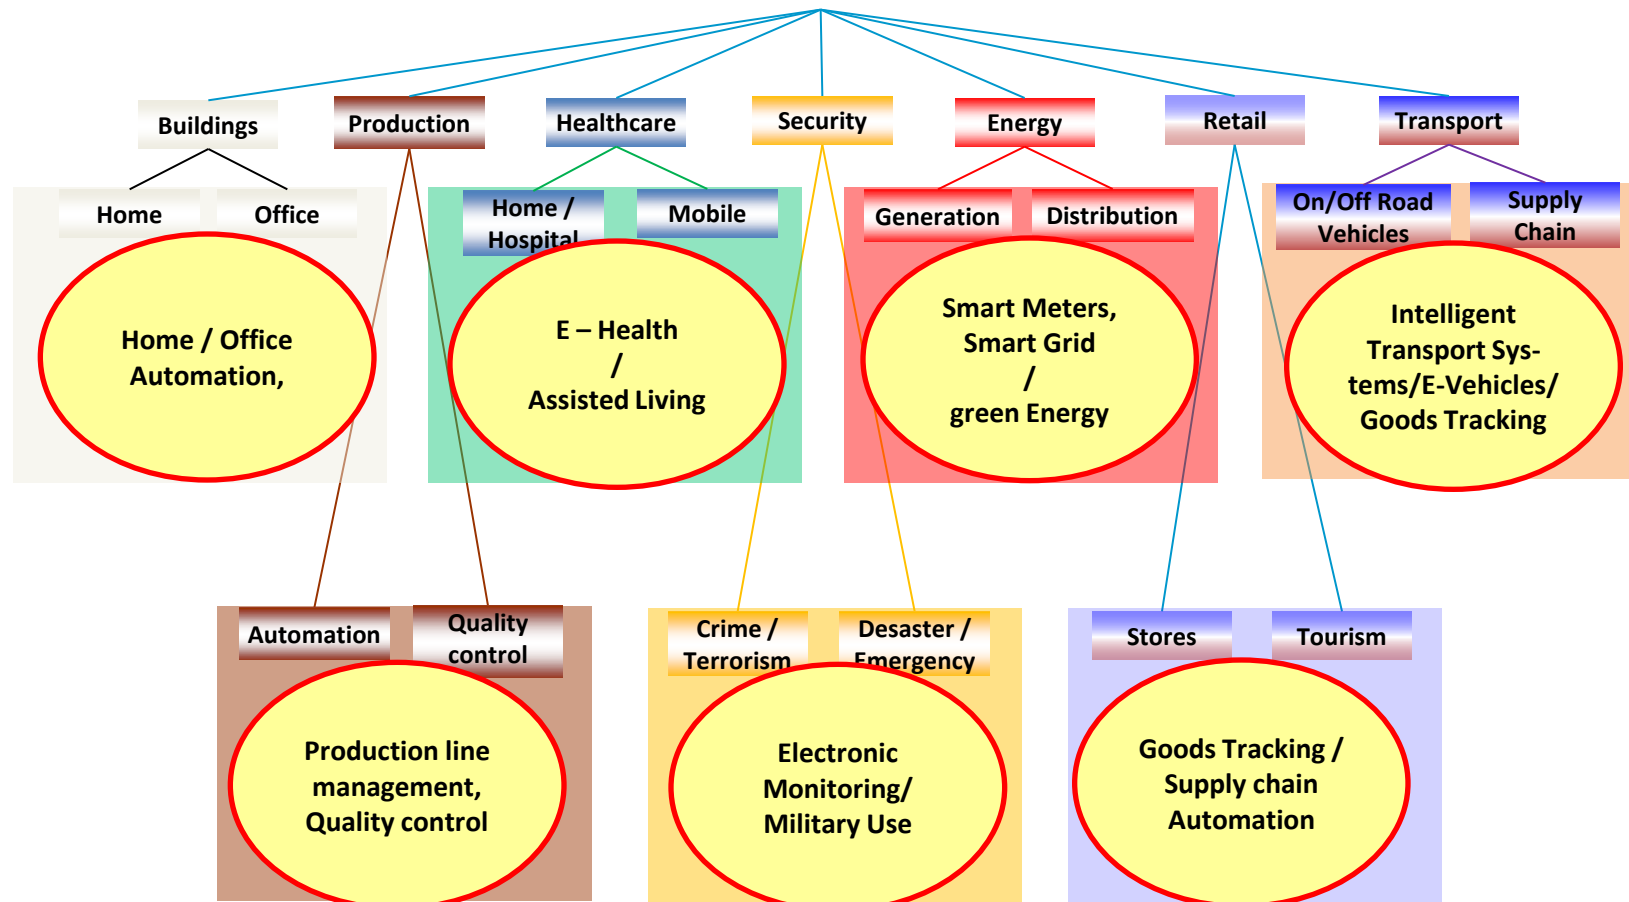 Buildings
Production
Healthcare
Security
Energy
Retail
Transport
Home
Office
Home /
Hospital
Mobile
Generation
Distribution
On/Off Road
Vehicles
Supply
Chain
Home / Office
Automation,
E – Health
/
Assisted Living
Smart Meters,
Smart Grid
/
green Energy
Intelligent
Transport Sys-
tems/E-Vehicles/
Goods Tracking
Automation
Quality
control
Crime /
Terrorism
Desaster /
Emergency
Stores
Tourism
Production line
management,
Quality control
Electronic
Monitoring/
Military Use
Goods Tracking /
Supply chain
Automation